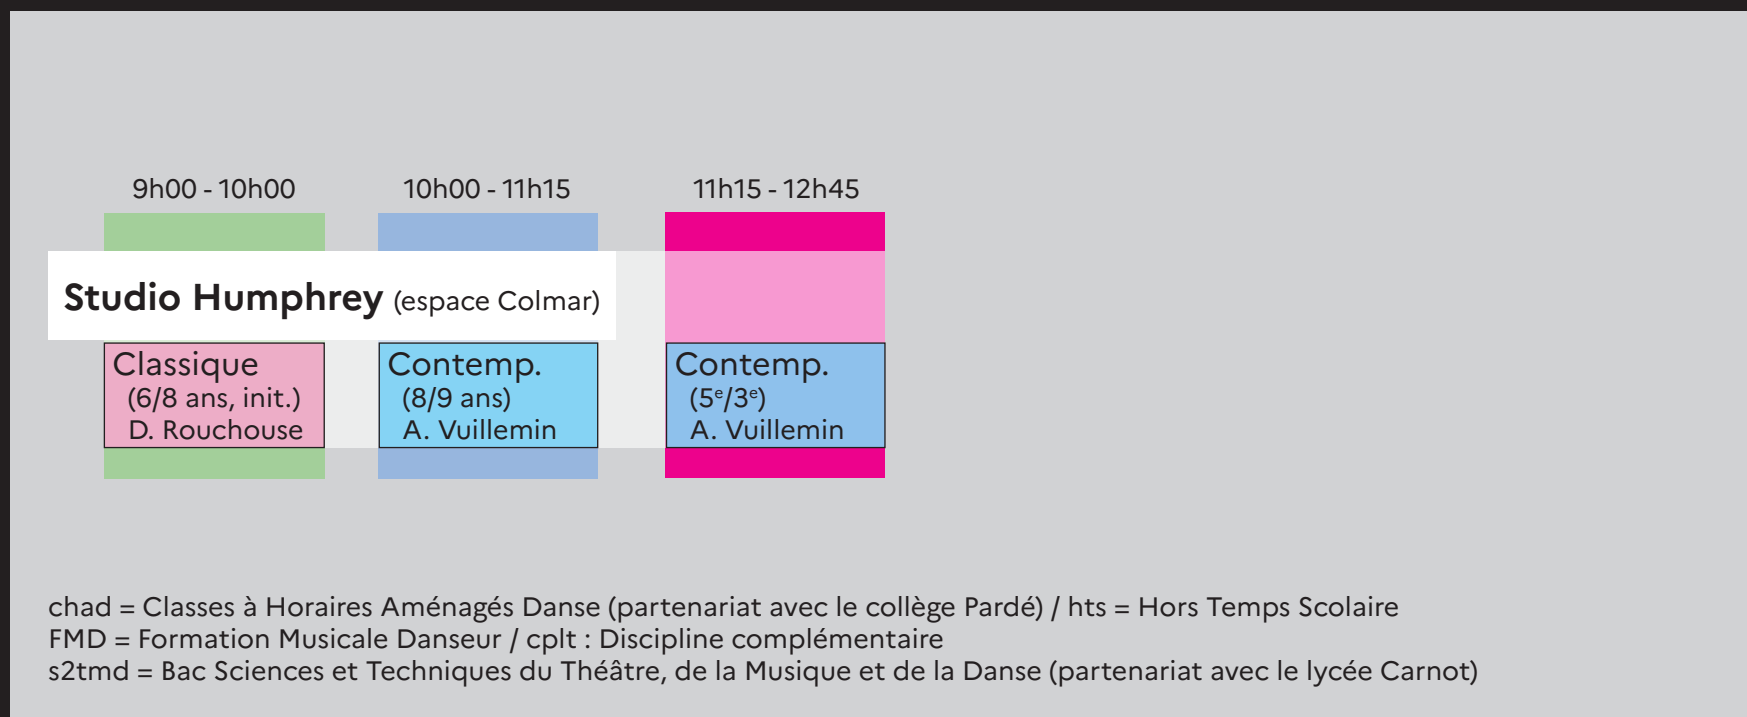 9h00 - 10h00 10h00 - 11h15 11h15 - 12h45
Studio Humphrey (espace Colmar)
Classique
(6/8 ans, init.)
D. Rouchouse
Contemp.
(8/9 ans)
A. Vuillemin
Contemp.
(5e/3e)
A. Vuillemin
chad = Classes à Horaires Aménagés Danse (partenariat avec le collège Pardé) / hts = Hors Temps Scolaire
FMD = Formation Musicale Danseur / cplt : Discipline complémentaire
s2tmd = Bac Sciences et Techniques du Théâtre, de la Musique et de la Danse (partenariat avec le lycée Carnot)